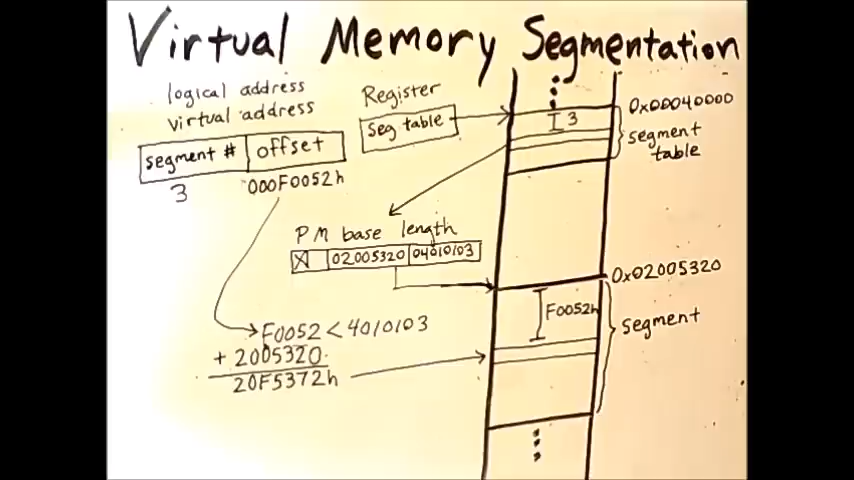 Virtual Memory Segmentation
logical address
virtual address
segment #
offset
3
000F0052h
Register
Seg table
3
0x00040000
segment
table
P M base length
02005320
04010103
0x02005320
F0052h
segment
F0052 < 4010103
+ 2005320
20F5372h